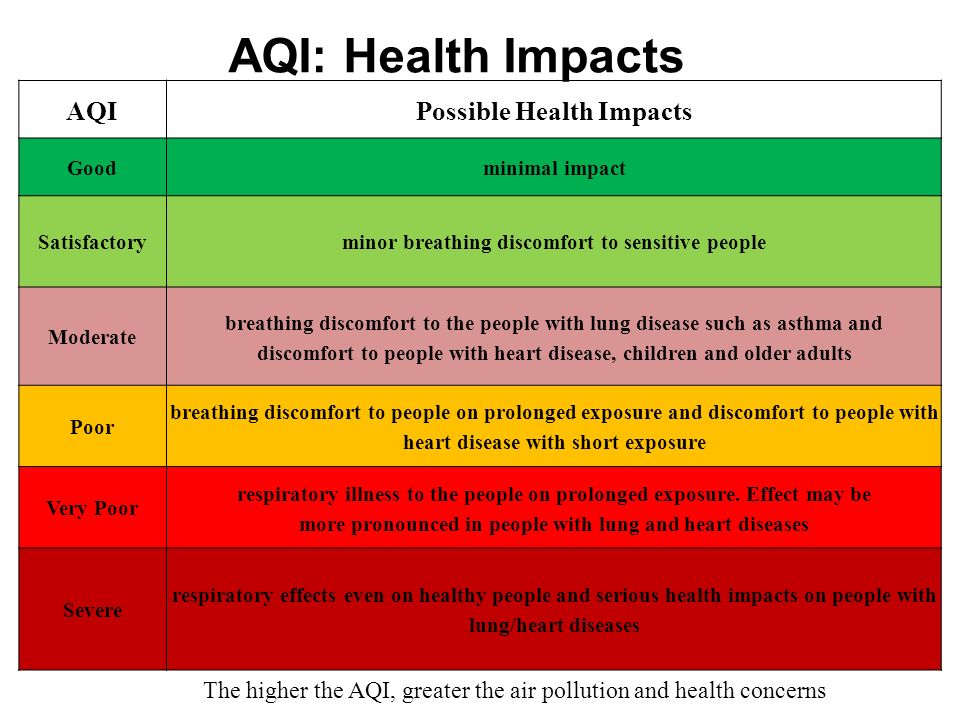 AQI: Health Impacts
AQI
Possible Health Impacts
Good
minimal impact
Satisfactory
minor breathing discomfort to sensitive people
Moderate
breathing discomfort to the people with lung disease such as asthma and
discomfort to people with heart disease, children and older adults
Poor
breathing discomfort to people on prolonged exposure and discomfort to people with
heart disease with short exposure
Very Poor
respiratory illness to the people on prolonged exposure. Effect may be
more pronounced in people with lung and heart diseases
Severe
respiratory effects even on healthy people and serious health impacts on people with
lung/heart diseases
The higher the AQI, greater the air pollution and health concerns